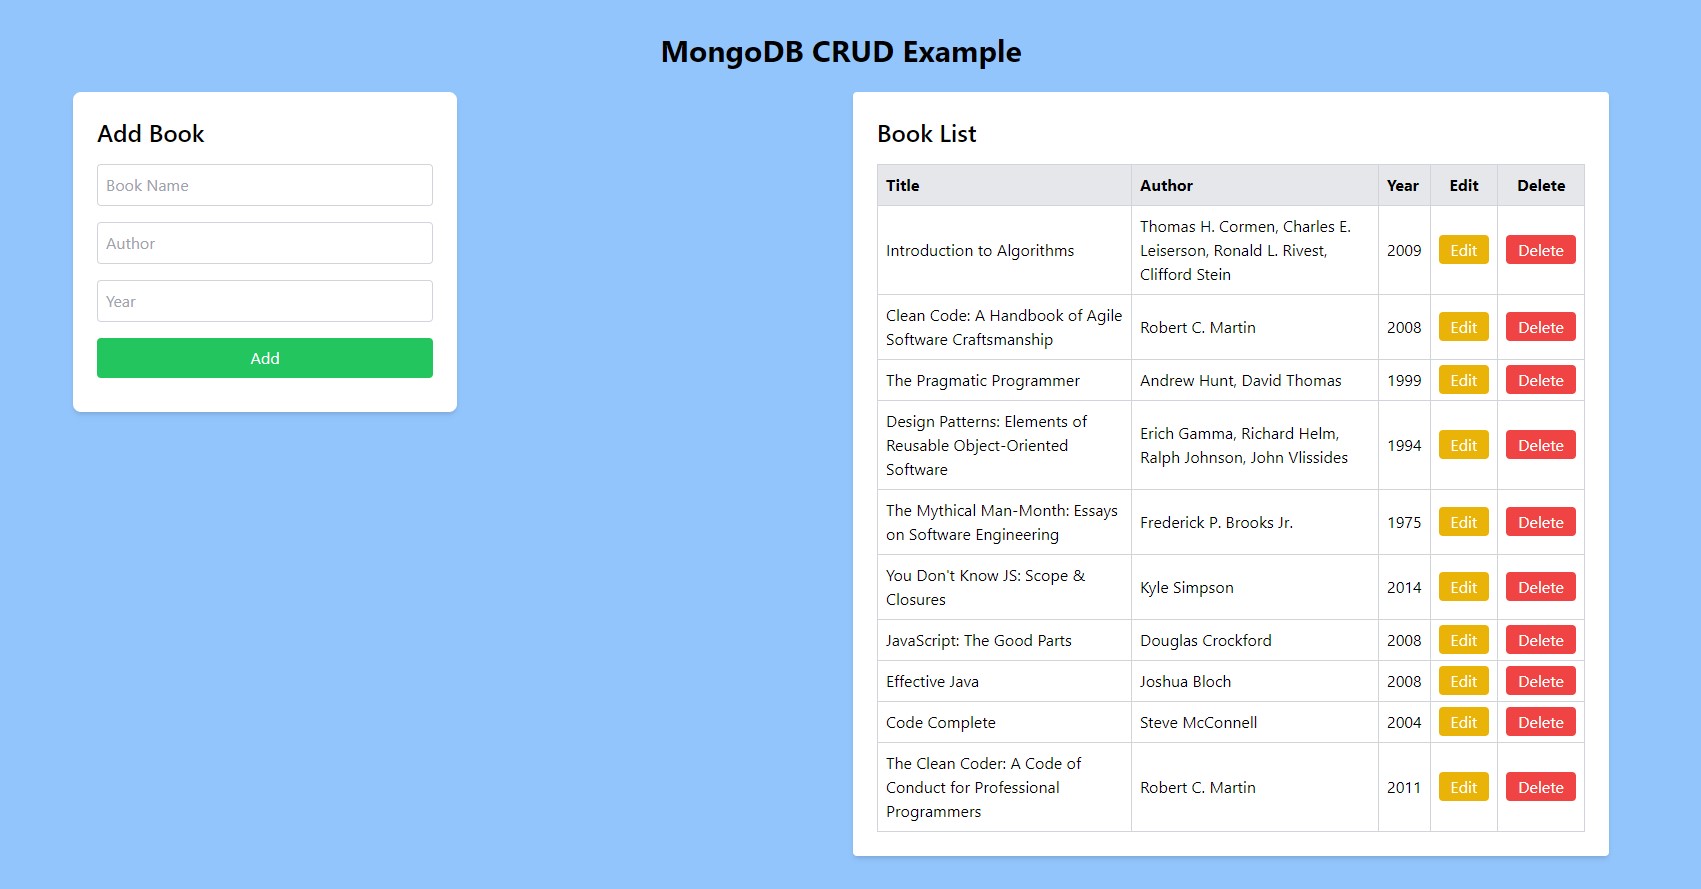 MongoDB CRUD Example
Add Book
Book Name
Author
Year
Add
Book List
Title Author Year Edit Delete
Introduction to Algorithms
Thomas H. Cormen, Charles E.
Leiserson, Ronald L. Rivest,
Clifford Stein
2009 Edit Delete
Clean Code: A Handbook of Agile
Software Craftsmanship
Robert C. Martin 2008 Edit Delete
The Pragmatic Programmer Andrew Hunt, David Thomas 1999 Edit Delete
Design Patterns: Elements of
Reusable Object-Oriented
Software
Erich Gamma, Richard Helm,
Ralph Johnson, John Vlissides
1994 Edit Delete
The Mythical Man-Month: Essays
on Software Engineering
Frederick P. Brooks Jr. 1975 Edit Delete
You Don't Know JS: Scope &
Closures
Kyle Simpson 2014 Edit Delete
JavaScript: The Good Parts Douglas Crockford 2008 Edit Delete
Effective Java Joshua Bloch 2008 Edit Delete
Code Complete Steve McConnell 2004 Edit Delete
The Clean Coder: A Code of
Conduct for Professional
Programmers
Robert C. Martin 2011 Edit Delete